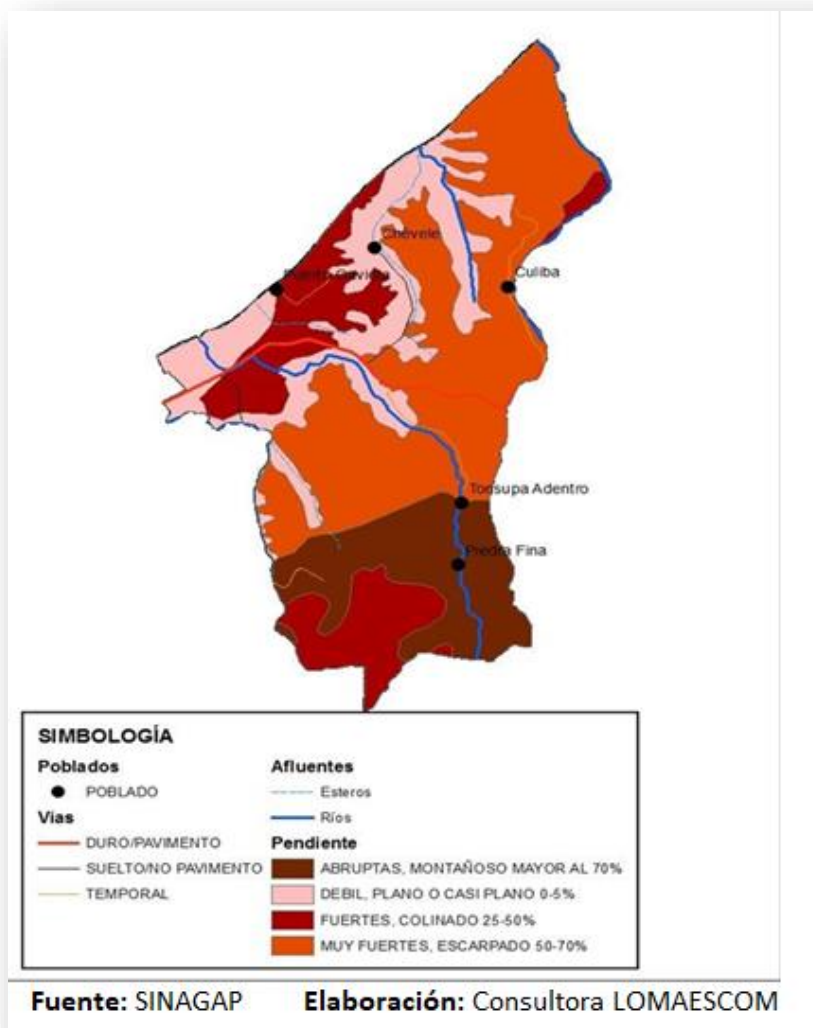 Chévele
Culiba
Tonsupa Adentro
Piedra Fina
SIMBOLOGÍA
Poblados
POBLADO
Vias
DURO/PAVIMENTO
SUELTO/NO PAVIMENTO
TEMPORAL
Afluentes
Esteros
Ríos
Pendiente
ABRUPTAS, MONTAÑOSO MAYOR AL 70%
DEBIL, PLANO O CASI PLANO 0-5%
FUERTES, COLINADO 25-50%
MUY FUERTES, ESCARPADO 50-70%
Fuente: SINAGAP Elaboración: Consultora LOMAESCOM